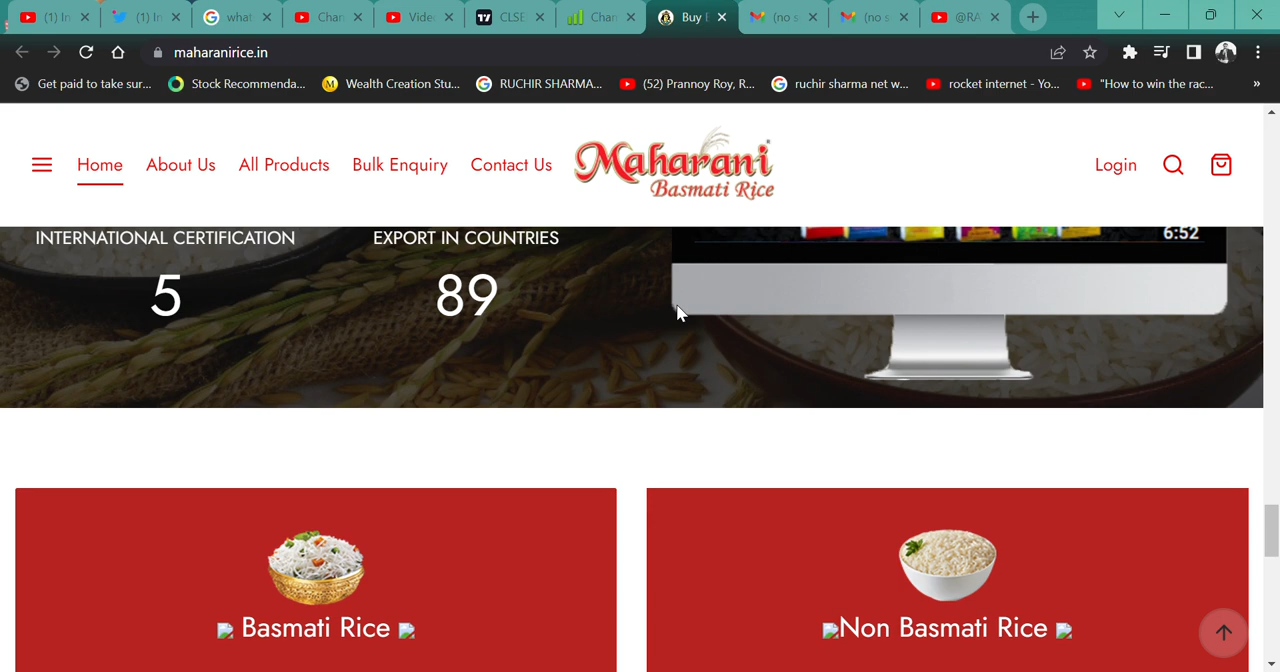 (1) In
(1) In
what
Chan
Vide
CLSE
Chan
Buy E
(no s
(no s
@RA
maharanirice.in
Get paid to take sur...
Stock Recommenda...
Wealth Creation Stu...
RUCHIR SHARMA...
(52) Prannoy Roy, R...
ruchir sharma net w...
rocket internet - Yo...
"How to win the rac...
»
Home
About Us
All Products
Bulk Enquiry
Contact Us
Maharani
Basmati Rice
Login
INTERNATIONAL CERTIFICATION
EXPORT IN COUNTRIES
6:52
5
89
Basmati Rice
Non Basmati Rice